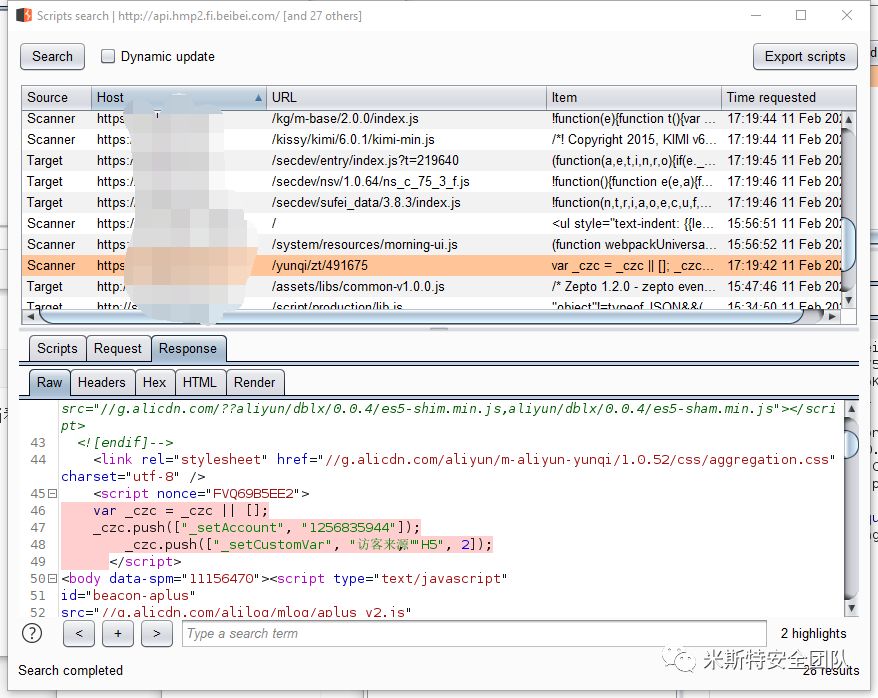 Scripts search | http://api.hmp2.fi.beibei.com/ [and 27 others]
Search Dynamic update Export scripts
Source Host URL Item Time requested
Scanner https /kg/m-base/2.0.0/index.js !function(e){function t(){var ... 17:19:44 11 Feb 202
Scanner https:/ /kissy/kimi/6.0.1/kimi-min.js /*! Copyright 2015, KIMI v6... 17:19:44 11 Feb 202
Target https:/ /secdev/entry/index.js?t=219640 (function(a,e,t,i,n,r,o){if(e._... 17:19:45 11 Feb 202
Target https:/ /secdev/nsv/1.0.64/ns_c_75_3_f.js !function(){function e(e,a){f... 17:19:46 11 Feb 202
Target https:/ /secdev/sufei_data/3.8.3/index.js !function(n,t,r,i,a,o,e,c,u,f,... 17:19:46 11 Feb 202
Scanner https:/ / <ul style="text-indent: {{le... 15:56:51 11 Feb 202
Scanner https:/ /system/resources/morning-ui.js (function webpackUniversa... 15:56:52 11 Feb 202
Scanner https /yunqi/zt/491675 var _czc = _czc || []; _czc... 17:19:42 11 Feb 202
Target http:/ /assets/libs/common-v1.0.0.js /* Zepto 1.2.0 - zepto even... 15:47:46 11 Feb 202
Target http://s /script/production/lib.js "object"!=typeof JSON&&( 15:34:50 11 Feb 202
Scripts Request Response
Raw Headers Hex HTML Render
src="//g.alicdn.com/??aliyun/dblx/0.0.4/es5-shim.min.js,aliyun/dblx/0.0.4/es5-sham.min.js"></scri
pt>
43 <![endif]-->
44 <link rel="stylesheet" href="//g.alicdn.com/aliyun/m-aliyun-yunqi/1.0.52/css/aggregation.css"
charset="utf-8" />
45 <script nonce="FVQ69B5EE2">
46 var _czc = _czc || [];
47 _czc.push(["_setAccount", "1256835944"]);
48 _czc.push(["_setCustomVar", "访客来源""H5", 2]);
49 </script>
50 <body data-spm="11156470"><script type="text/javascript"
51 id="beacon-aplus"
52 src="//g.alicdn.com/alilog/mlog/aplus_v2.js"
? < + > Type a search term 2 highlights
米斯特安全团队
Search completed 28 results